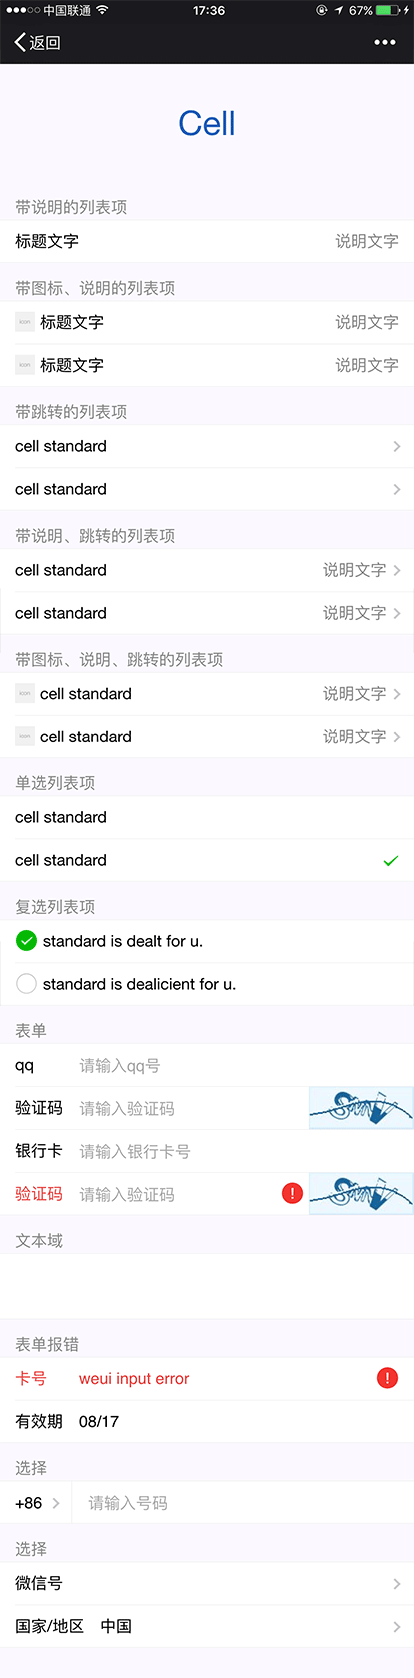 中国联通 17:36 67%
返回
Cell
带说明的列表项
标题文字 说明文字
带图标、说明的列表项
icon 标题文字 说明文字
icon 标题文字 说明文字
带跳转的列表项
cell standard
cell standard
带说明、跳转的列表项
cell standard 说明文字
cell standard 说明文字
带图标、说明、跳转的列表项
icon cell standard 说明文字
icon cell standard 说明文字
单选列表项
cell standard
cell standard
复选列表项
standard is dealt for u.
standard is dealicient for u.
表单
qq 请输入qq号
验证码 请输入验证码
银行卡 请输入银行卡号
验证码 请输入验证码
文本域
表单报错
卡号 weui input error
有效期 08/17
选择
+86 请输入号码
选择
微信号
国家/地区 中国